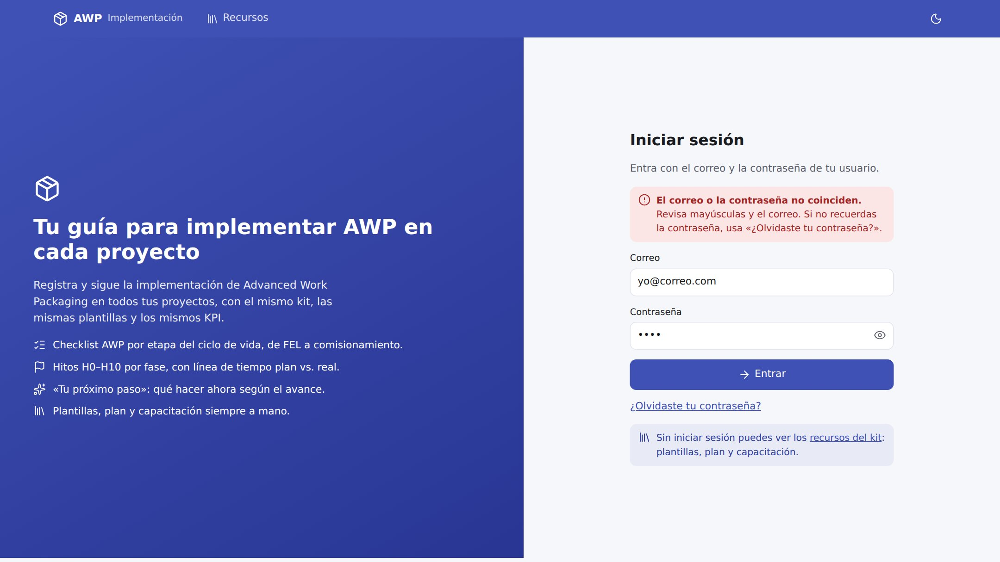 AWP Implementación
Recursos
Tu guía para implementar AWP en
cada proyecto
Registra y sigue la implementación de Advanced Work
Packaging en todos tus proyectos, con el mismo kit, las
mismas plantillas y los mismos KPI.
Checklist AWP por etapa del ciclo de vida, de FEL a comisionamiento.
Hitos H0–H10 por fase, con línea de tiempo plan vs. real.
«Tu próximo paso»: qué hacer ahora según el avance.
Plantillas, plan y capacitación siempre a mano.
Iniciar sesión
Entra con el correo y la contraseña de tu usuario.
El correo o la contraseña no coinciden.
Revisa mayúsculas y el correo. Si no recuerdas
la contraseña, usa «¿Olvidaste tu contraseña?».
Correo
yo@correo.com
Contraseña
••••
Entrar
¿Olvidaste tu contraseña?
Sin iniciar sesión puedes ver los recursos del kit:
plantillas, plan y capacitación.